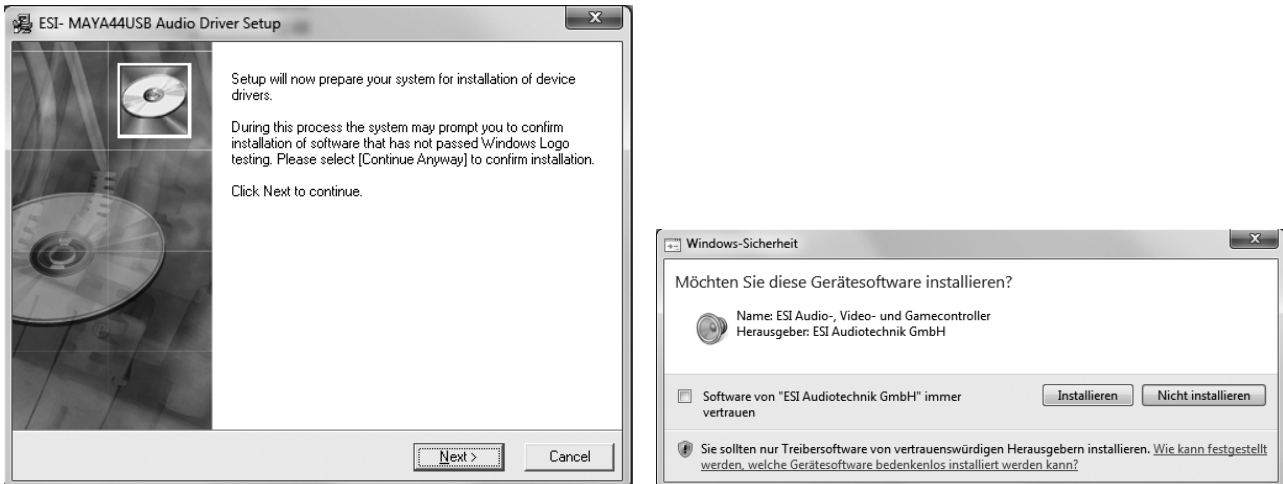 ESI- MAYA44USB Audio Driver Setup
Setup will now prepare your system for installation of device
drivers.
During this process the system may prompt you to confirm
installation of software that has not passed Windows Logo
testing. Please select [Continue Anyway] to confirm installation.
Click Next to continue.
Next >
Cancel
Windows-Sicherheit
Möchten Sie diese Gerätesoftware installieren?
Name: ESI Audio-, Video- und Gamecontroller
Herausgeber: ESI Audiotechnik GmbH
Software von "ESI Audiotechnik GmbH" immer
vertrauen
Installieren
Nicht installieren
Sie sollten nur Treibersoftware von vertrauenswürdigen Herausgebern installieren. Wie kann festgestellt
werden, welche Gerätesoftware bedenkenlos installiert werden kann?